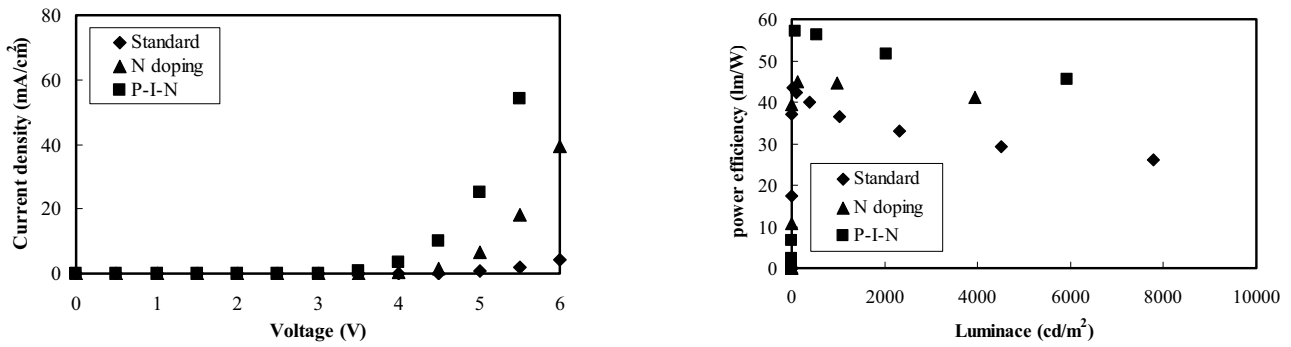 80
60
40
20
0
Current density (mA/cm²)
Standard
N doping
P-I-N
0 1 2 3 4 5 6
Voltage (V)
60
50
40
30
20
10
0
power efficiency (lm/W)
Standard
N doping
P-I-N
0 2000 4000 6000 8000 10000
Luminace (cd/m²)